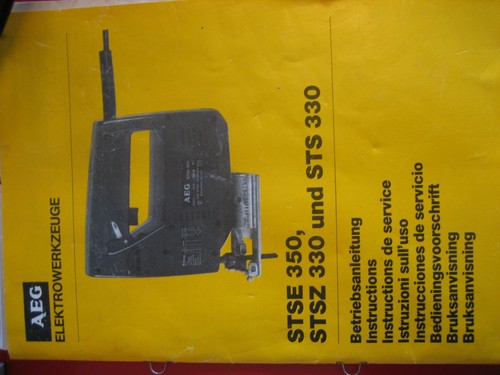 AEG
ELEKTROWERKZEUGE
AEG
STSE 350,
STSZ 330 und STS 330
Betriebsanleitung
Instructions
Instructions de service
Istruzioni sull'uso
Instrucciones de servicio
Bedieningsvoorschrift
Bruksanvisning
Bruksanvisning